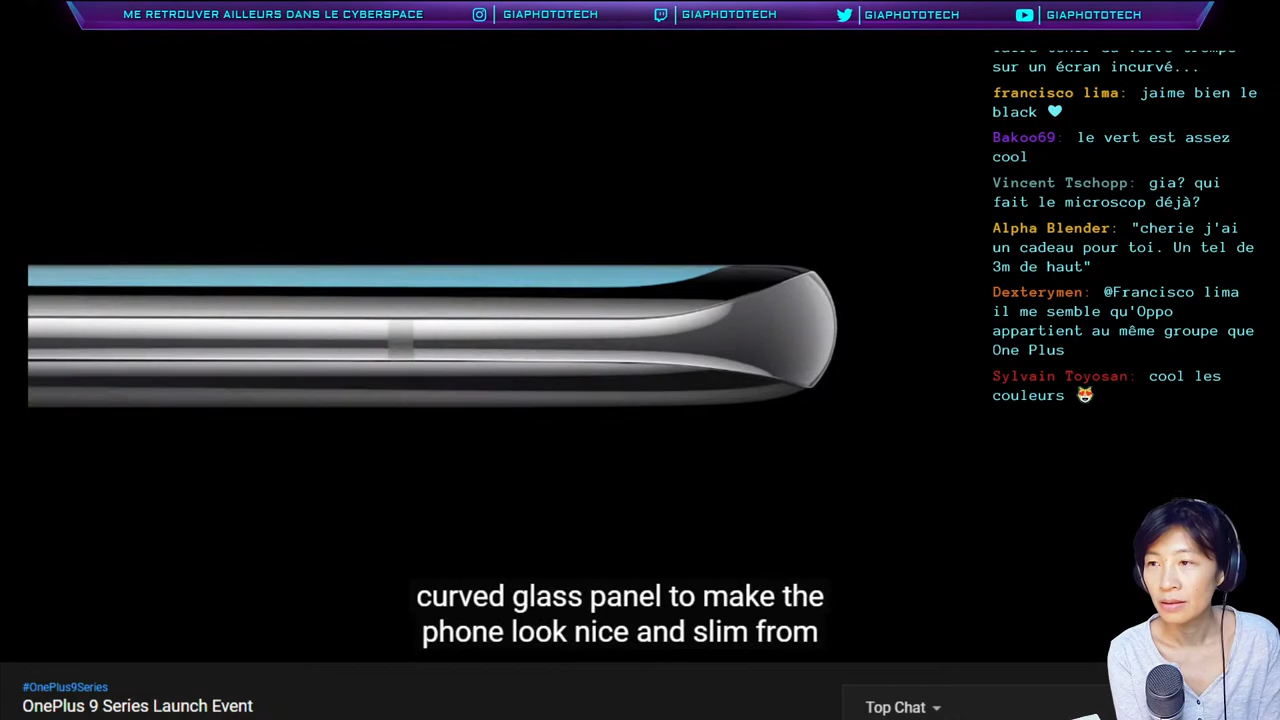 ME RETROUVER AILLEURS DANS LE CYBERSPACE GIAPHOTOTECH GIAPHOTOTECH GIAPHOTOTECH GIAPHOTOTECH
sur un écran incurvé...
francisco lima: jaime bien le
black
Bakoo69: le vert est assez
cool
Vincent Tschopp: gia? qui
fait le microscop déjà?
Alpha Blender: "cherie j'ai
un cadeau pour toi. Un tel de
3m de haut"
Dexterymen: @Francisco lima
il me semble qu'Oppo
appartient au même groupe que
One Plus
Sylvain Toyosan: cool les
couleurs
curved glass panel to make the
phone look nice and slim from
#OnePlus9Series
OnePlus 9 Series Launch Event
Top Chat